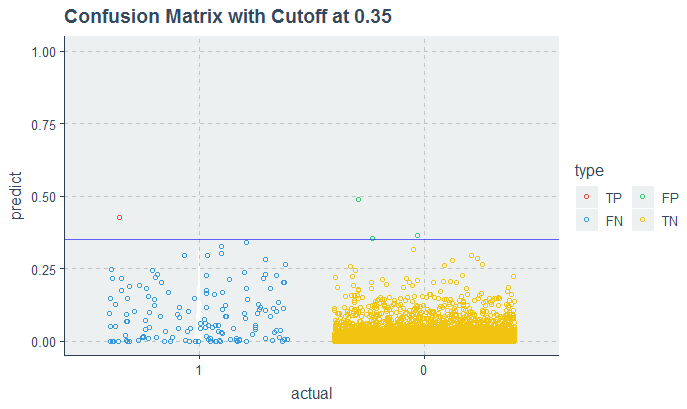 Confusion Matrix with Cutoff at 0.35
1.00
0.75
0.50
0.25
0.00
predict
1
0
actual
type
TP FP
FN TN